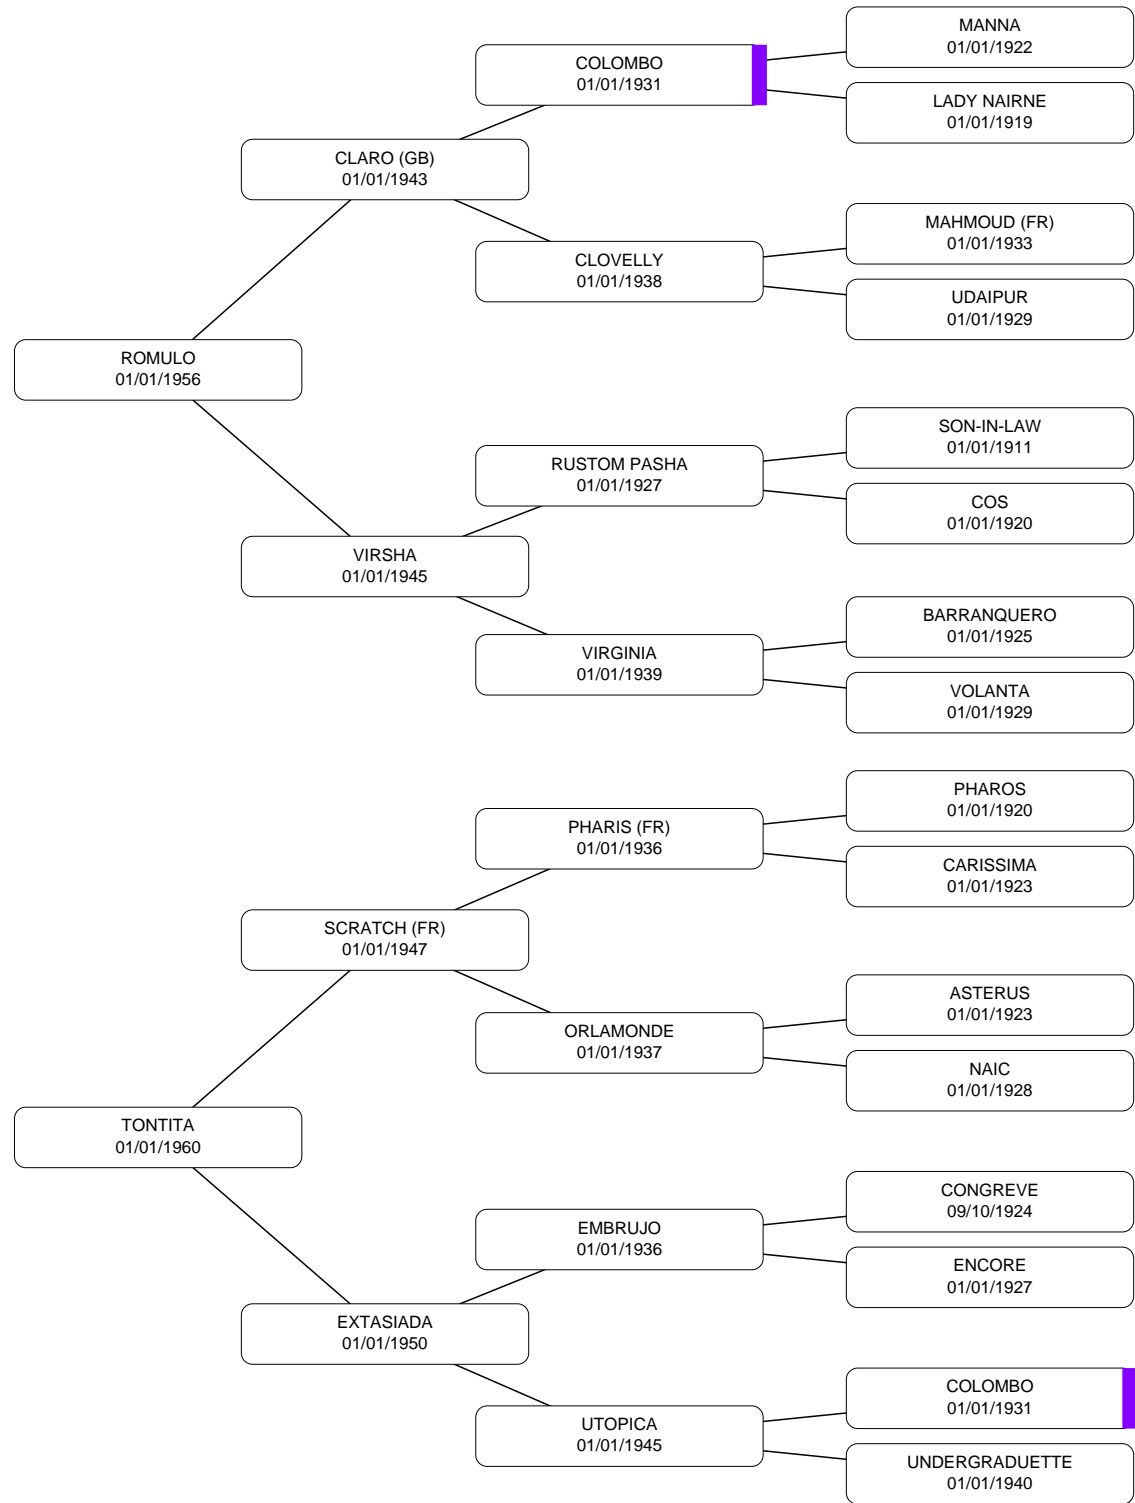 MANNA
01/01/1922
COLOMBO
01/01/1931
LADY NAIRNE
01/01/1919
CLARO (GB)
01/01/1943
MAHMOUD (FR)
01/01/1933
CLOVELLY
01/01/1938
UDAIPUR
01/01/1929
ROMULO
01/01/1956
SON-IN-LAW
01/01/1911
RUSTOM PASHA
01/01/1927
COS
01/01/1920
VIRSHA
01/01/1945
BARRANQUERO
01/01/1925
VIRGINIA
01/01/1939
VOLANTA
01/01/1929
PHAROS
01/01/1920
PHARIS (FR)
01/01/1936
CARISSIMA
01/01/1923
SCRATCH (FR)
01/01/1947
ASTERUS
01/01/1923
ORLAMONDE
01/01/1937
NAIC
01/01/1928
TONTITA
01/01/1960
CONGREVE
09/10/1924
EMBRUJO
01/01/1936
ENCORE
01/01/1927
EXTASIADA
01/01/1950
COLOMBO
01/01/1931
UTOPICA
01/01/1945
UNDERGRADUETTE
01/01/1940